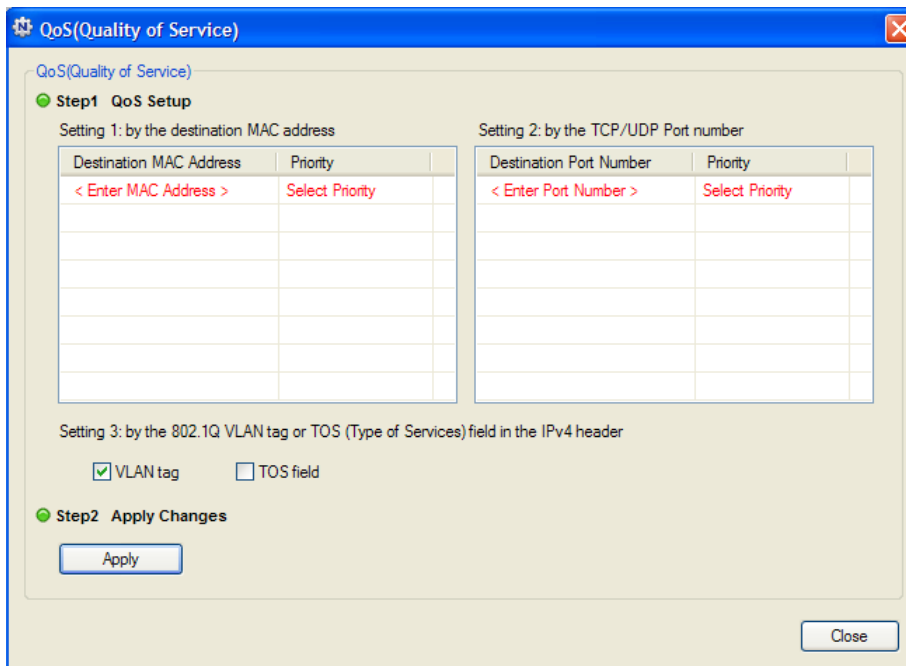 QoS(Quality of Service)
QoS(Quality of Service)
Step1 QoS Setup
Setting 1: by the destination MAC address
Destination MAC Address Priority
< Enter MAC Address > Select Priority
Setting 2: by the TCP/UDP Port number
Destination Port Number Priority
< Enter Port Number > Select Priority
Setting 3: by the 802.1Q VLAN tag or TOS (Type of Services) field in the IPv4 header
VLAN tag TOS field
Step2 Apply Changes
Apply
Close